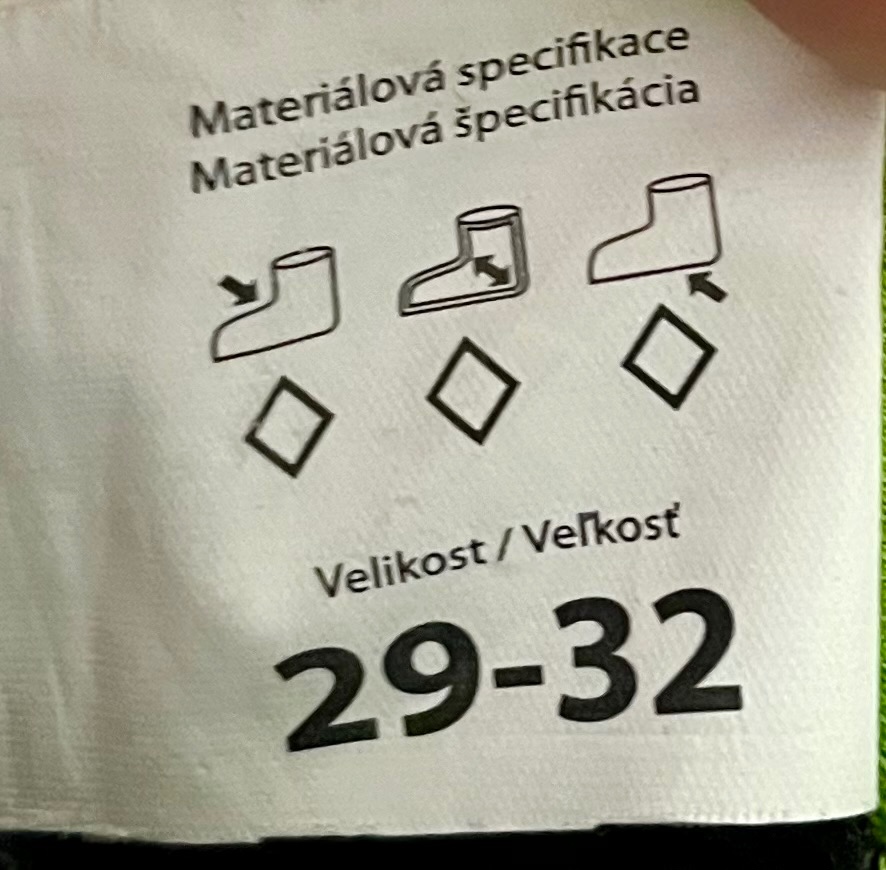 Materiálová specifikace
Materiálová špecifikácia
Velikost / Veľkosť
29-32